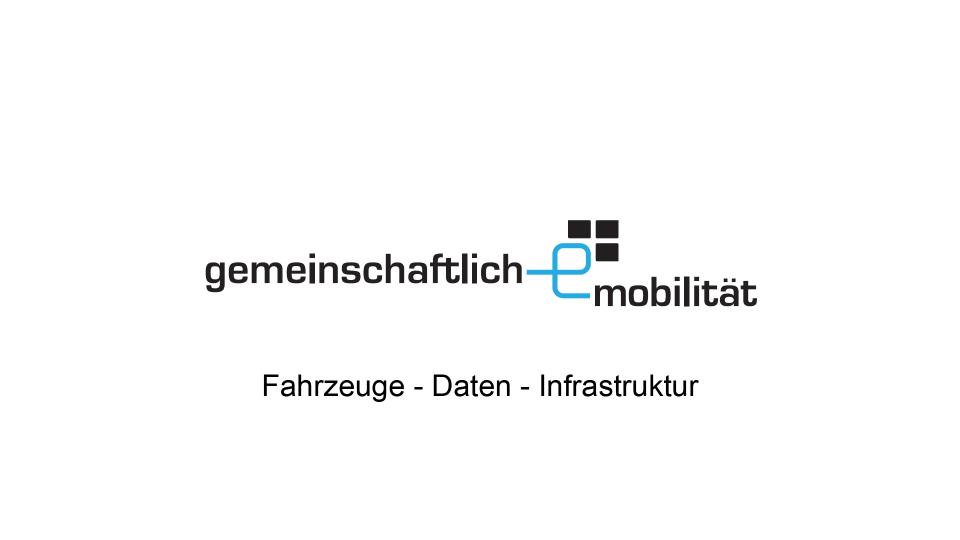 gemeinschaftlich e mobilität
Fahrzeuge - Daten - Infrastruktur